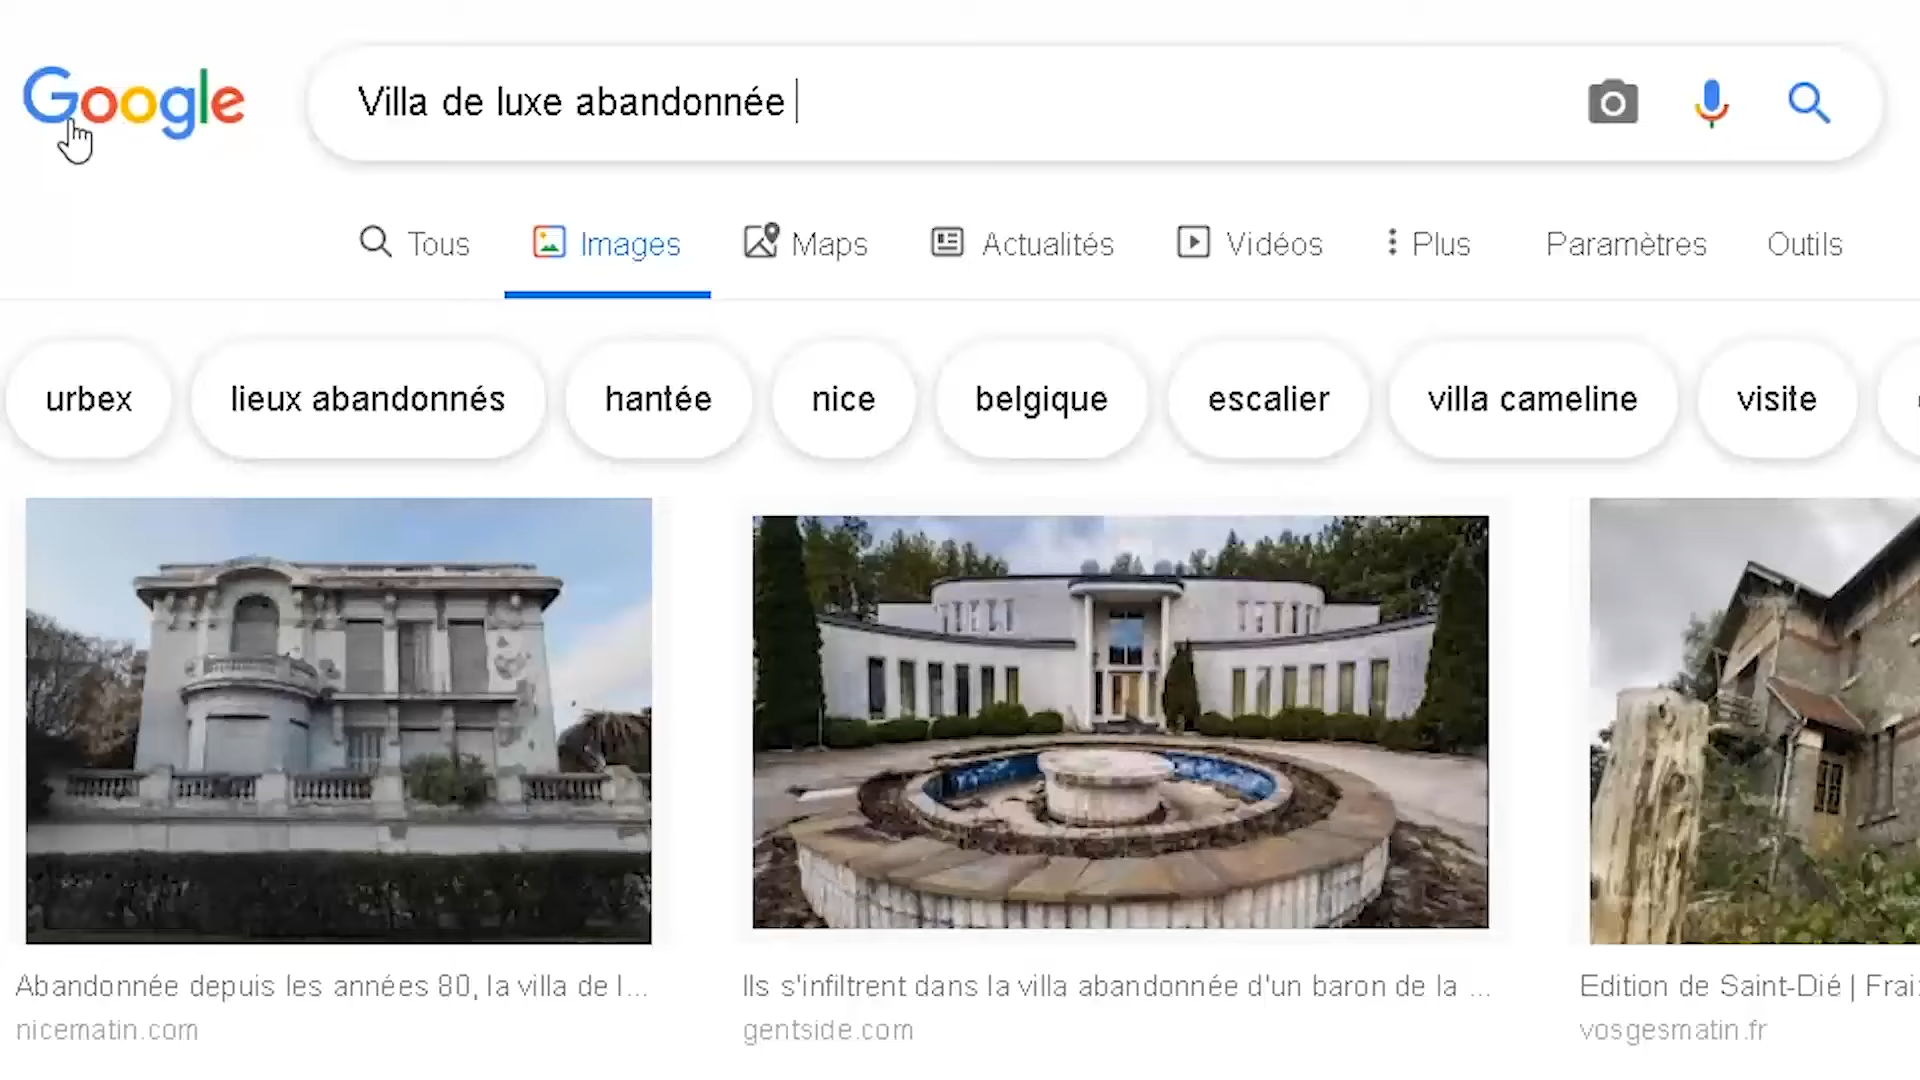 Google
Villa de luxe abandonnée
Tous Images Maps Actualités Vidéos Plus Paramètres Outils
urbex lieux abandonnés hantée nice belgique escalier villa cameline visite
Abandonnée depuis les années 80, la villa de l...
nicematin.com
Ils s'infiltrent dans la villa abandonnée d'un baron de la ...
gentside.com
Edition de Saint-Dié | Frai
vosgesmatin.fr